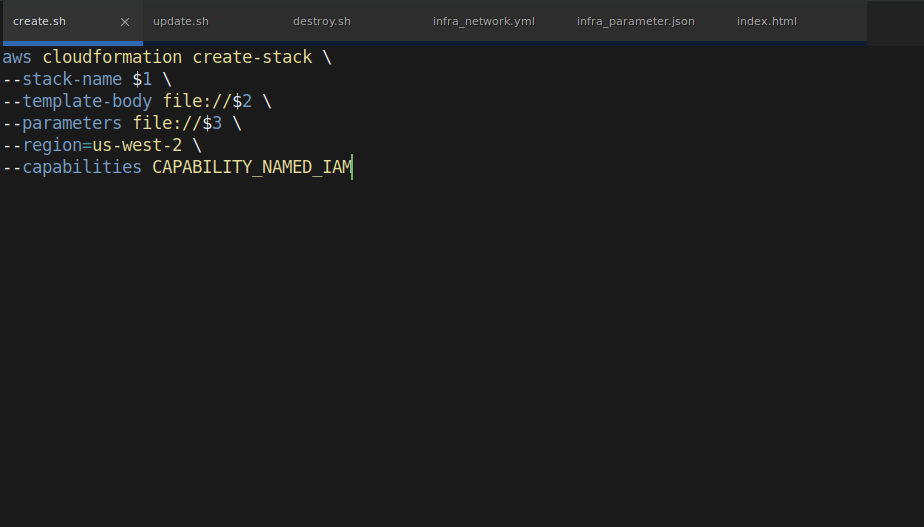 create.sh × update.sh destroy.sh infra_network.yml infra_parameter.json index.html
aws cloudformation create-stack \
--stack-name $1 \
--template-body file://$2 \
--parameters file://$3 \
--region=us-west-2 \
--capabilities CAPABILITY_NAMED_IAM